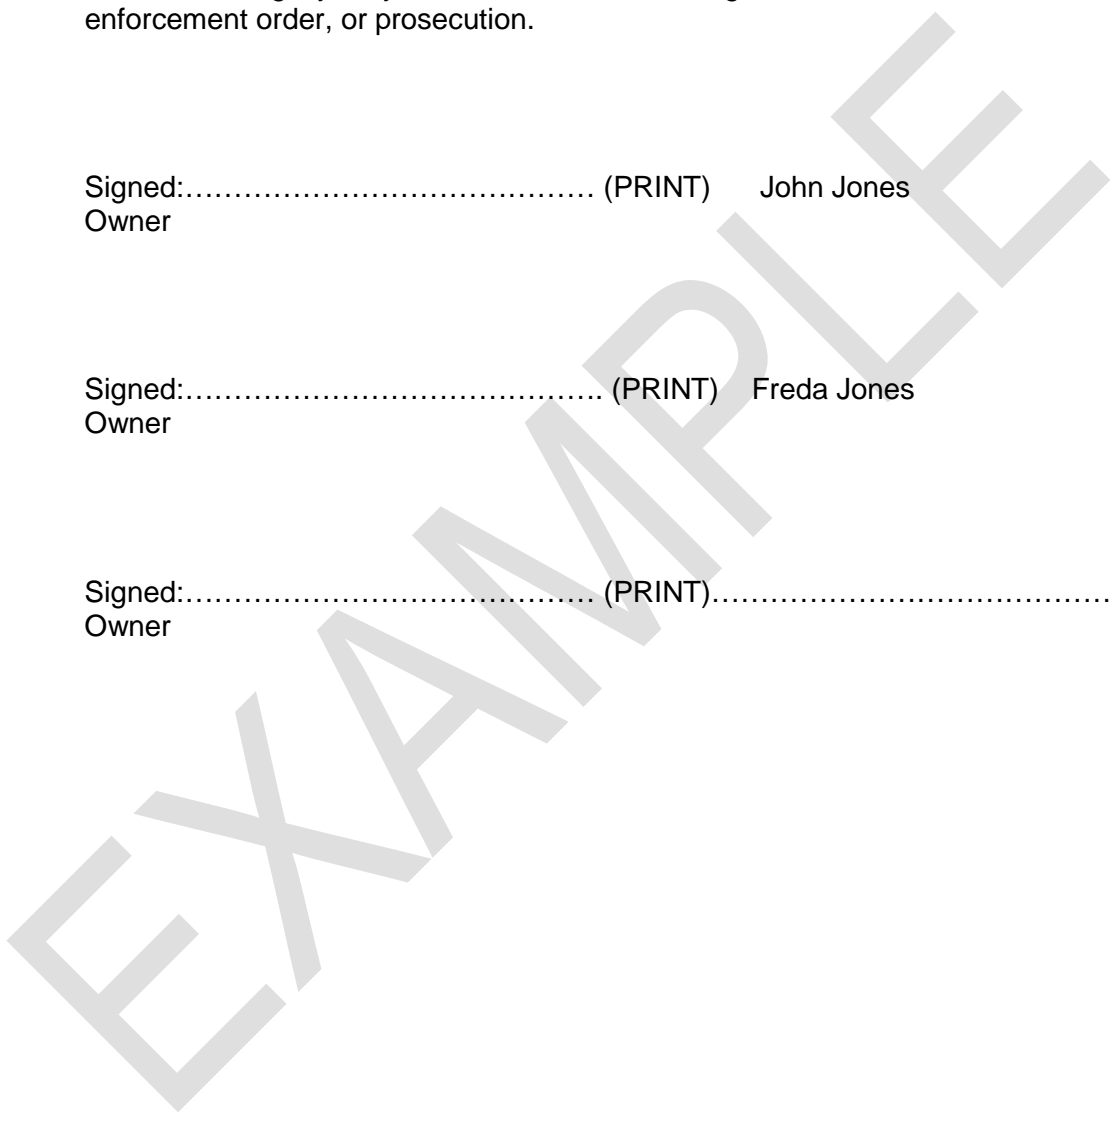 enforcement order, or prosecution.
Signed:…………………………………… (PRINT) John Jones
Owner
Signed:……………………………………. (PRINT) Freda Jones
Owner
Signed:……………………………………… (PRINT)……………………………………
Owner
EXAMPLE